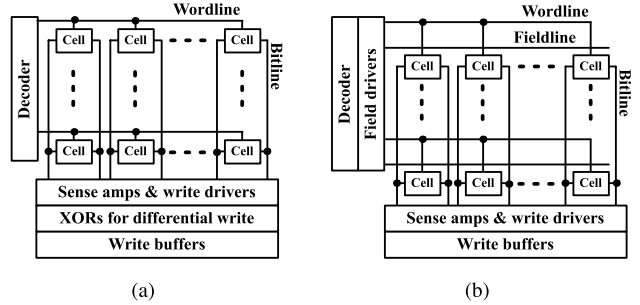 Wordline
Decoder
Cell Cell Cell
Bitline
Cell Cell Cell
Sense amps & write drivers
XORs for differential write
Write buffers
(a)
Wordline
Fieldline
Decoder
Field drivers
Cell Cell Cell
Bitline
Cell Cell Cell
Sense amps & write drivers
Write buffers
(b)